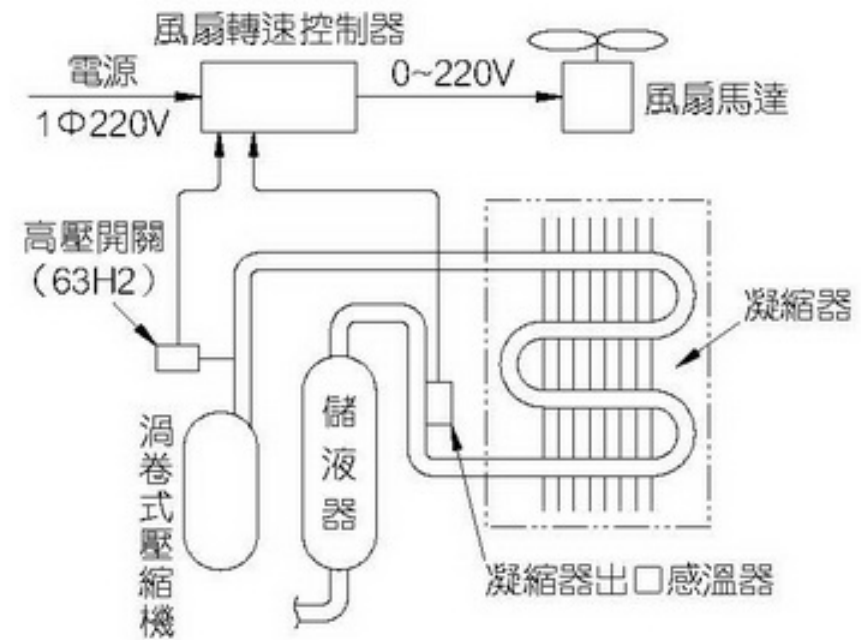 風扇轉速控制器
電源
1Φ220V
0~220V
風扇馬達
高壓開關
（63H2）
凝縮器
渦卷式壓縮機
儲液器
凝縮器出口感溫器